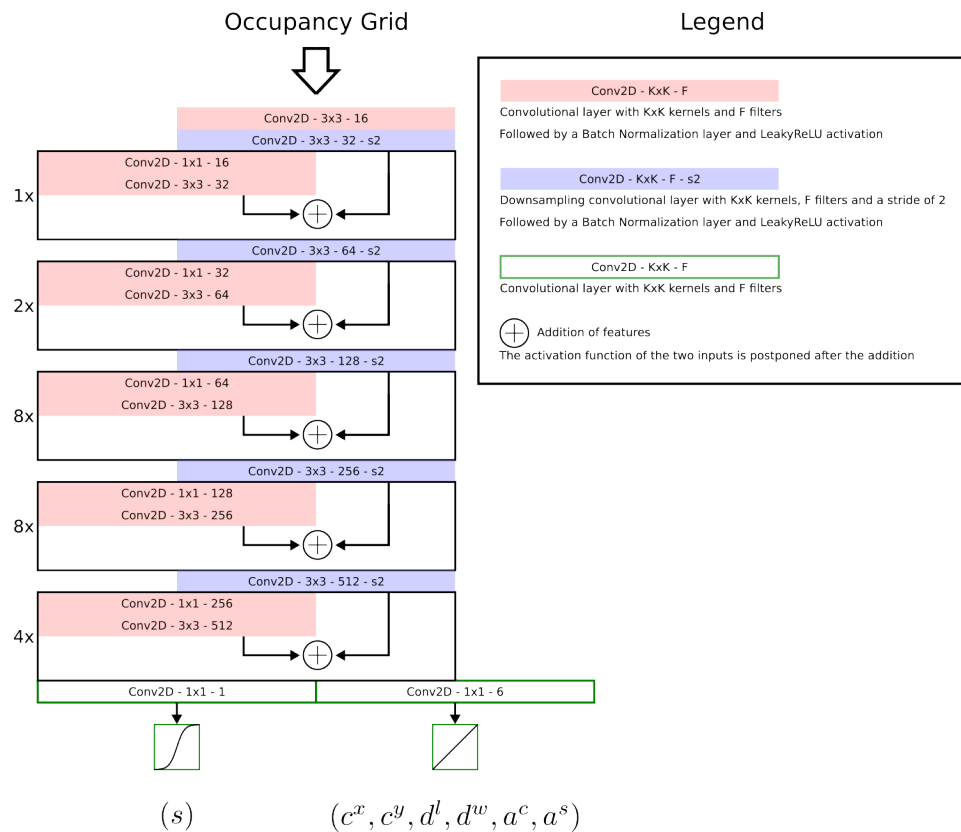 Occupancy Grid
Conv2D - 3x3 - 16
Conv2D - 3x3 - 32 - s2
1x
Conv2D - 1x1 - 16
Conv2D - 3x3 - 32
Conv2D - 3x3 - 64 - s2
2x
Conv2D - 1x1 - 32
Conv2D - 3x3 - 64
Conv2D - 3x3 - 128 - s2
8x
Conv2D - 1x1 - 64
Conv2D - 3x3 - 128
Conv2D - 3x3 - 256 - s2
8x
Conv2D - 1x1 - 128
Conv2D - 3x3 - 256
Conv2D - 3x3 - 512 - s2
4x
Conv2D - 1x1 - 256
Conv2D - 3x3 - 512
Conv2D - 1x1 - 1
Conv2D - 1x1 - 6
(s)
(c^x, c^y, d^l, d^w, a^c, a^s)
Legend
Conv2D - KxK - F
Convolutional layer with KxK kernels and F filters
Followed by a Batch Normalization layer and LeakyReLU activation
Conv2D - KxK - F - s2
Downsampling convolutional layer with KxK kernels, F filters and a stride of 2
Followed by a Batch Normalization layer and LeakyReLU activation
Conv2D - KxK - F
Convolutional layer with KxK kernels and F filters
Addition of features
The activation function of the two inputs is postponed after the addition